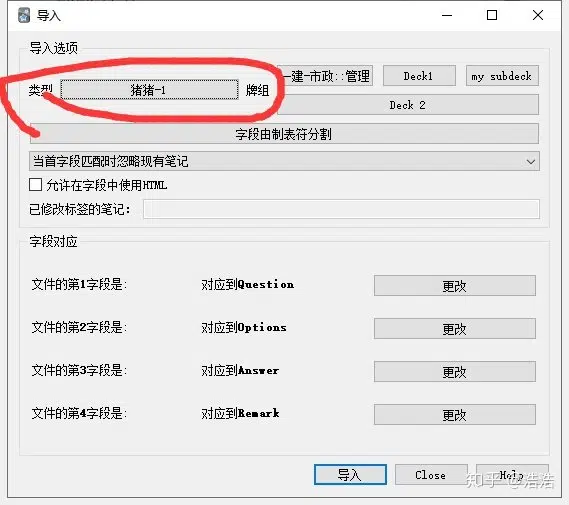 导入
导入选项
类型 猪猪-1 牌组 一建-市政::管理 Deck1 my subdeck
Deck 2
字段由制表符分割
当首字段匹配时忽略现有笔记
允许在字段中使用HTML
已修改标签的笔记：
字段对应
文件的第1字段是: 对应到Question 更改
文件的第2字段是: 对应到Options 更改
文件的第3字段是: 对应到Answer 更改
文件的第4字段是: 对应到Remark 更改
导入 Close Help
知乎 @浩浩